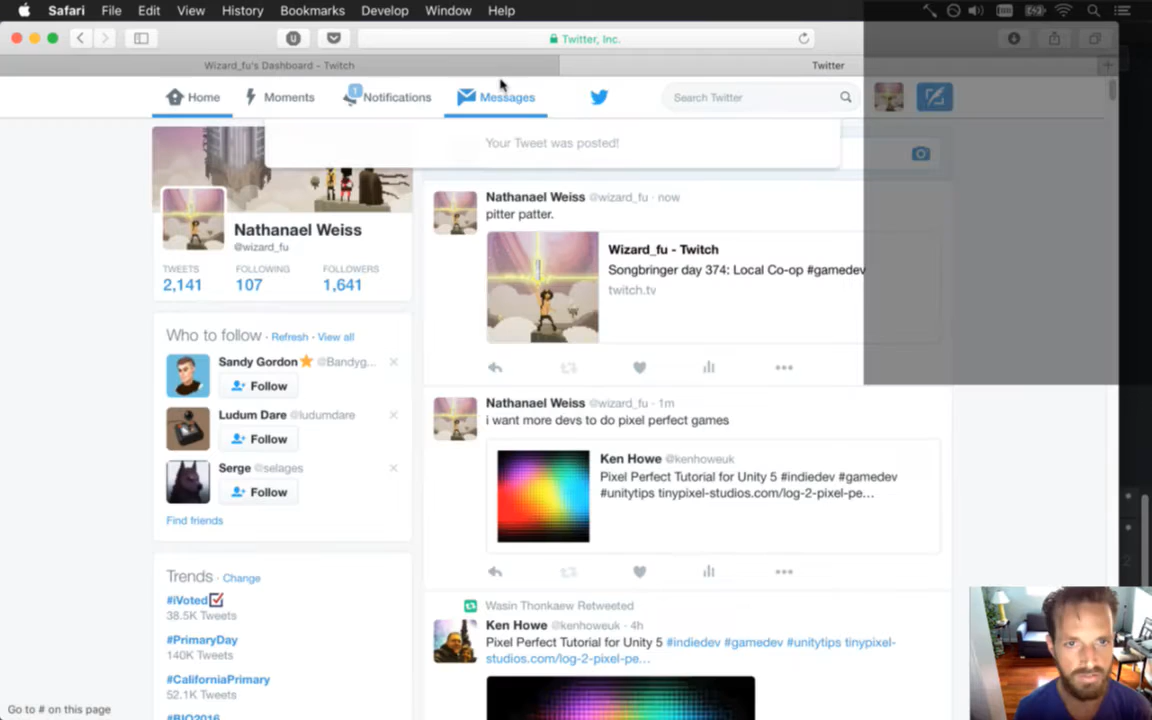 Safari File Edit View History Bookmarks Develop Window Help
Twitter, Inc.
Wizard_fu's Dashboard - Twitch
Twitter
Home
Moments
1
Notifications
Messages
Search Twitter
Your Tweet was posted!
Nathanael Weiss
@wizard_fu
TWEETS FOLLOWING FOLLOWERS
2,141 107 1,641
Who to follow · Refresh · View all
Sandy Gordon @Bandyg...
Follow
Ludum Dare @ludumdare
Follow
Serge @selages
Follow
Find friends
Trends · Change
#iVoted
38.5K Tweets
#PrimaryDay
140K Tweets
#CaliforniaPrimary
52.1K Tweets
Nathanael Weiss @wizard_fu · now
pitter patter.
Wizard_fu - Twitch
Songbringer day 374: Local Co-op #gamedev
twitch.tv
Nathanael Weiss @wizard_fu · 1m
i want more devs to do pixel perfect games
Ken Howe @kenhoweuk
Pixel Perfect Tutorial for Unity 5 #indiedev #gamedev
#unitytips tinypixel-studios.com/log-2-pixel-pe...
Wasin Thonkaew Retweeted
Ken Howe @kenhoweuk · 4h
Pixel Perfect Tutorial for Unity 5 #indiedev #gamedev #unitytips tinypixel-
studios.com/log-2-pixel-pe...
Go to # on this page